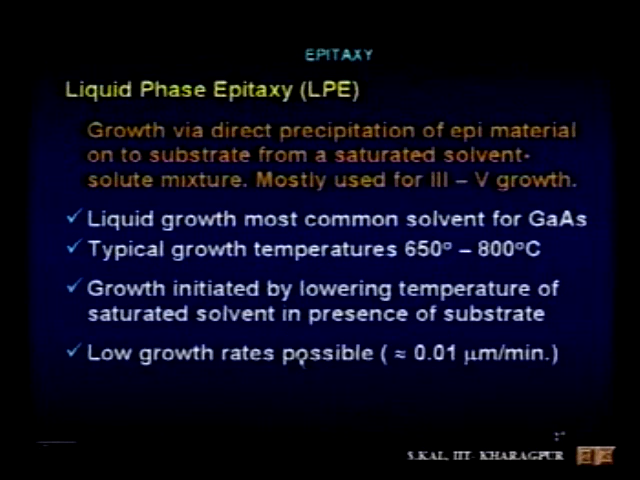 EPITAXY
Liquid Phase Epitaxy (LPE)
Growth via direct precipitation of epi material
on to substrate from a saturated solvent-
solute mixture. Mostly used for III – V growth.
✓ Liquid growth most common solvent for GaAs
✓ Typical growth temperatures 650° – 800°C
✓ Growth initiated by lowering temperature of
saturated solvent in presence of substrate
✓ Low growth rates possible ( ≈ 0.01 μm/min.)
S.KAL, IIT- KHARAGPUR